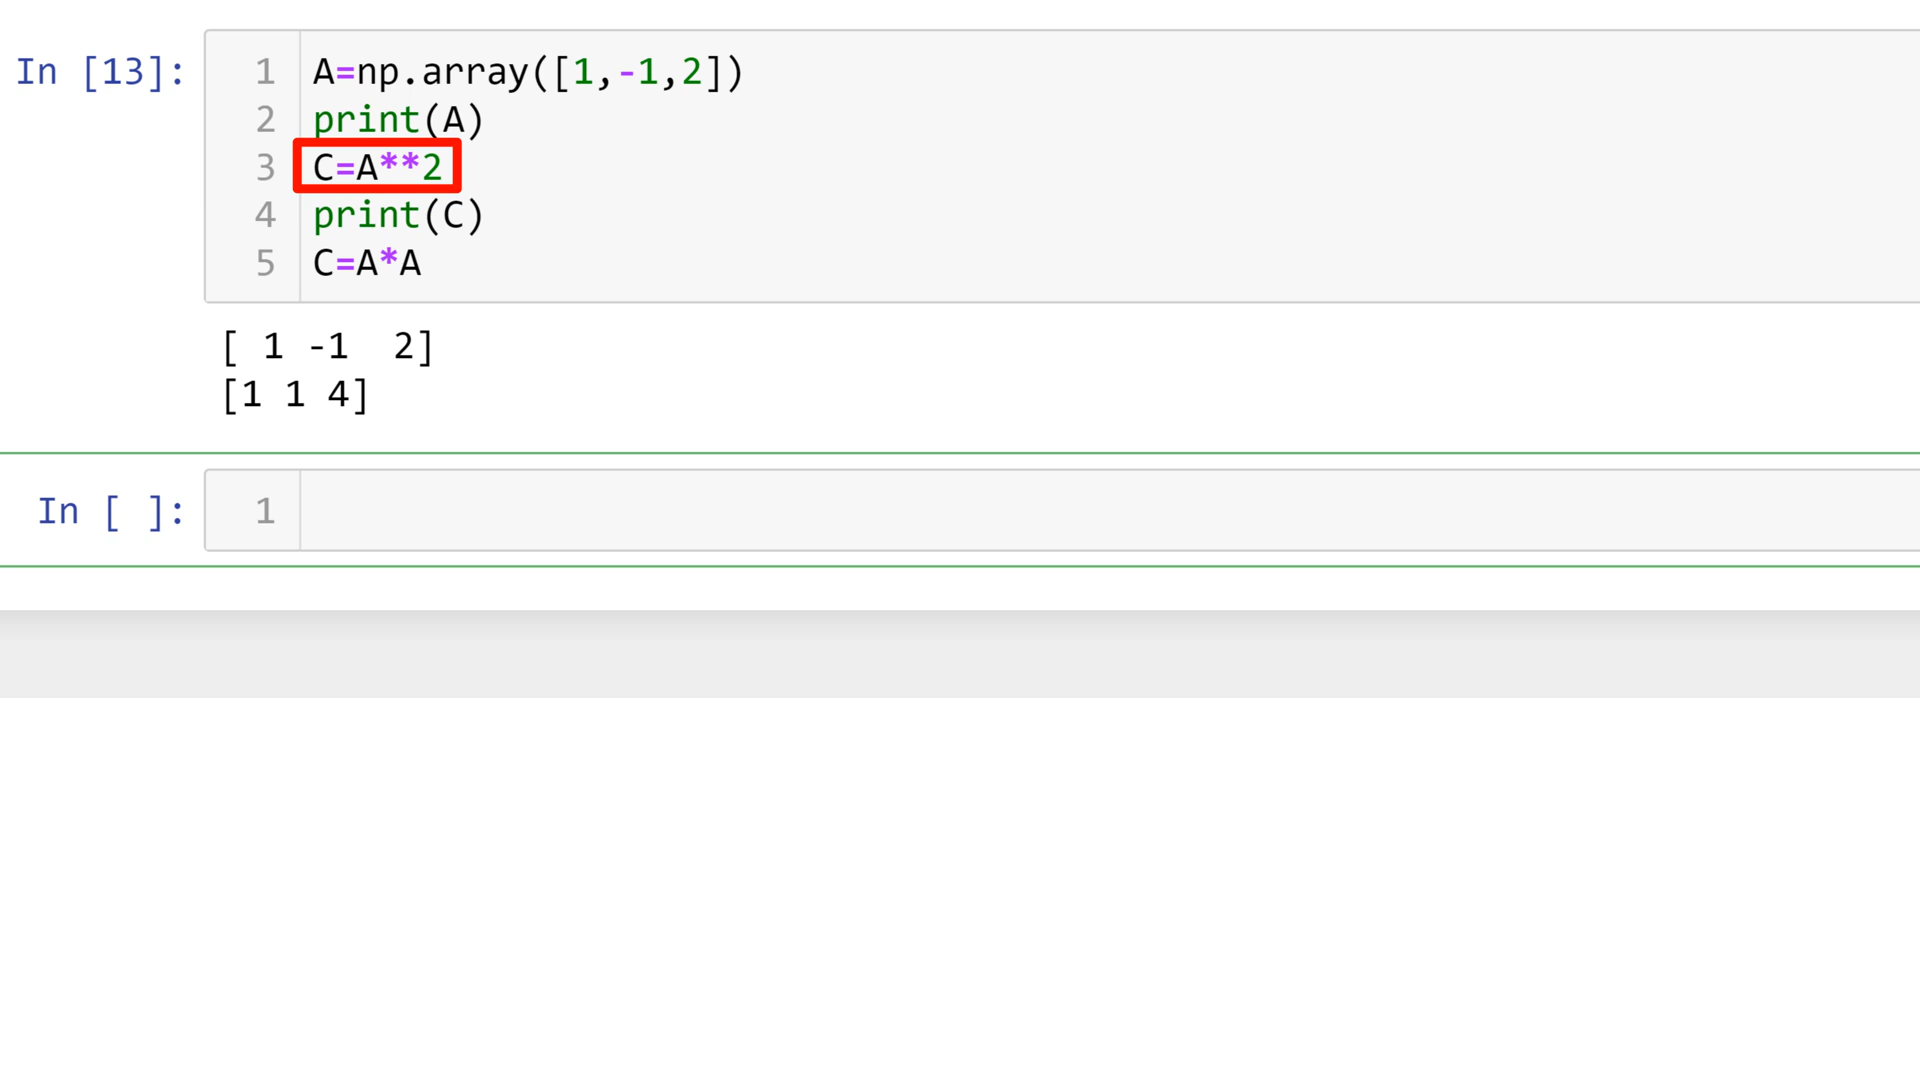 In [13]:
1 A=np.array([1,-1,2])
2 print(A)
3 C=A**2
4 print(C)
5 C=A*A
[ 1 -1  2]
[1 1 4]
In [ ]:
1